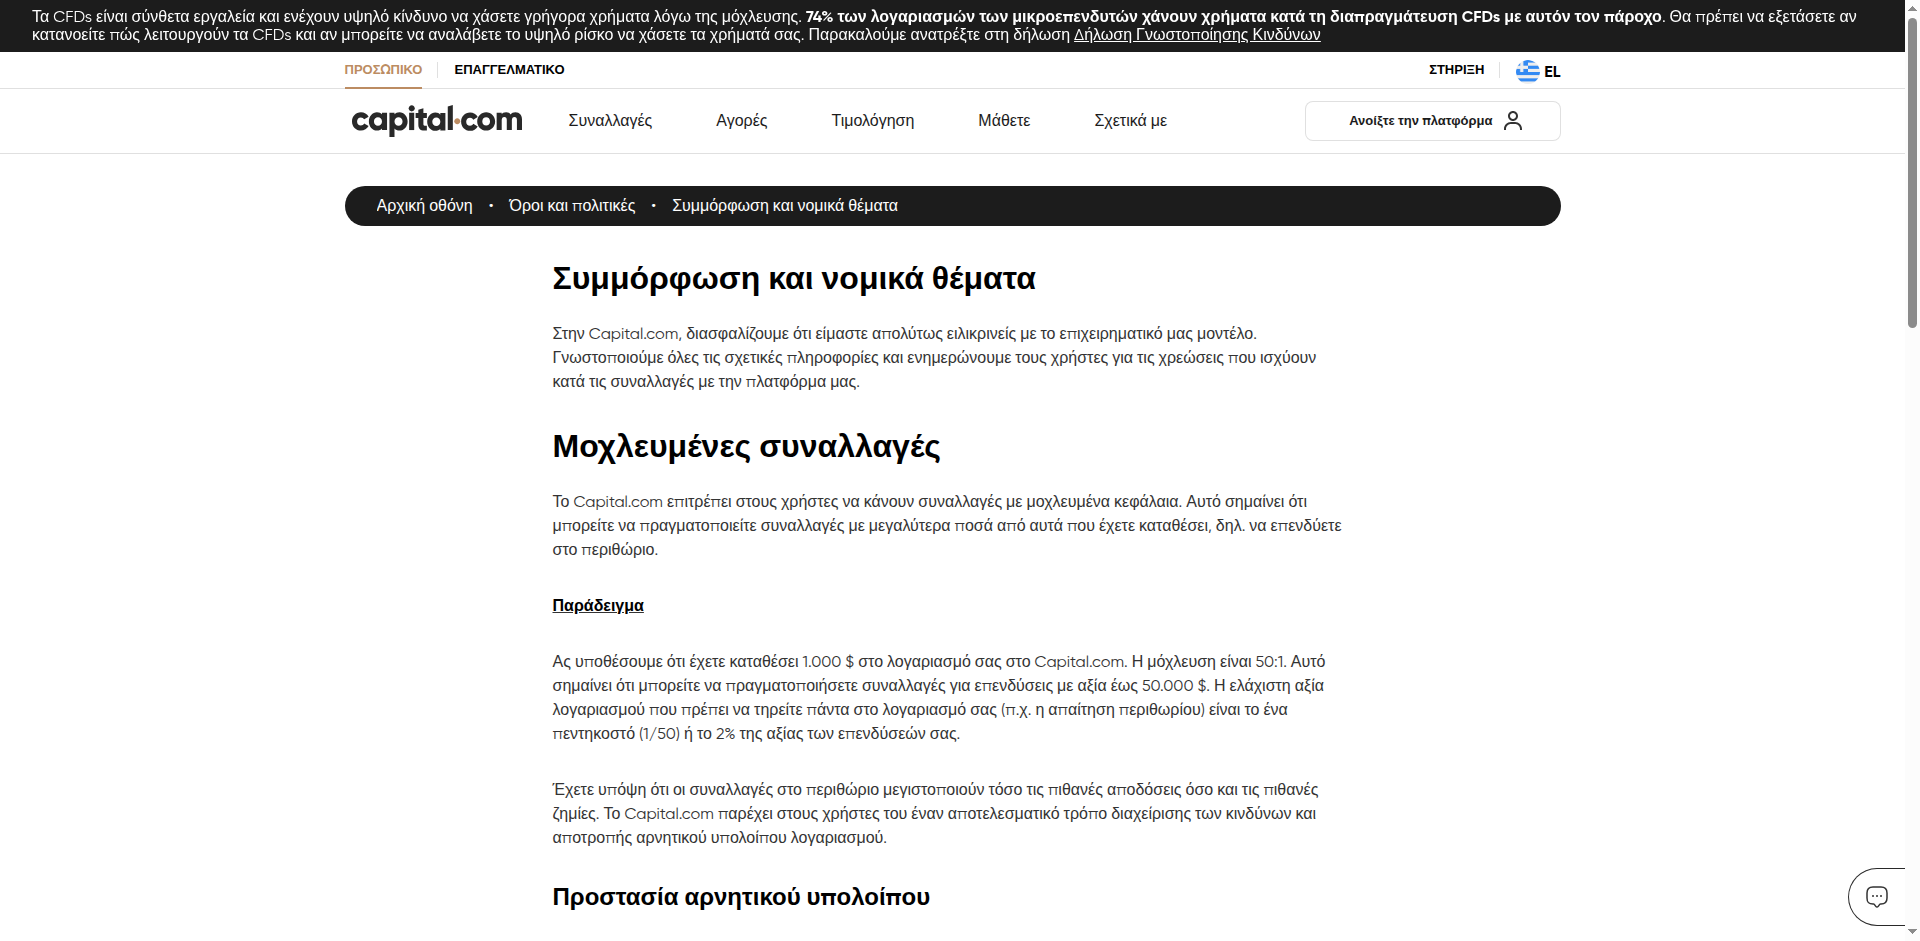 Τα CFDs είναι σύνθετα εργαλεία και ενέχουν υψηλό κίνδυνο να χάσετε γρήγορα χρήματα λόγω της μόχλευσης. 74% των λογαριασμών των μικροεπενδυτών χάνουν χρήματα κατά τη διαπραγμάτευση CFDs με αυτόν τον πάροχο. Θα πρέπει να εξετάσετε αν
κατανοείτε πώς λειτουργούν τα CFDs και αν μπορείτε να αναλάβετε το υψηλό ρίσκο να χάσετε τα χρήματά σας. Παρακαλούμε ανατρέξτε στη δήλωση Δήλωση Γνωστοποίησης Κινδύνων
ΠΡΟΣΩΠΙΚΟ ΕΠΑΓΓΕΛΜΑΤΙΚΟ ΣΤΗΡΙΞΗ EL
capital.com Συναλλαγές Αγορές Τιμολόγηση Μάθετε Σχετικά με Ανοίξτε την πλατφόρμα
Αρχική οθόνη • Όροι και πολιτικές • Συμμόρφωση και νομικά θέματα
Συμμόρφωση και νομικά θέματα
Στην Capital.com, διασφαλίζουμε ότι είμαστε απολύτως ειλικρινείς με το επιχειρηματικό μας μοντέλο.
Γνωστοποιούμε όλες τις σχετικές πληροφορίες και ενημερώνουμε τους χρήστες για τις χρεώσεις που ισχύουν
κατά τις συναλλαγές με την πλατφόρμα μας.
Μοχλευμένες συναλλαγές
Το Capital.com επιτρέπει στους χρήστες να κάνουν συναλλαγές με μοχλευμένα κεφάλαια. Αυτό σημαίνει ότι
μπορείτε να πραγματοποιείτε συναλλαγές με μεγαλύτερα ποσά από αυτά που έχετε καταθέσει, δηλ. να επενδύετε
στο περιθώριο.
Παράδειγμα
Ας υποθέσουμε ότι έχετε καταθέσει 1.000 $ στο λογαριασμό σας στο Capital.com. Η μόχλευση είναι 50:1. Αυτό
σημαίνει ότι μπορείτε να πραγματοποιήσετε συναλλαγές για επενδύσεις με αξία έως 50.000 $. Η ελάχιστη αξία
λογαριασμού που πρέπει να τηρείτε πάντα στο λογαριασμό σας (π.χ. η απαίτηση περιθωρίου) είναι το ένα
πεντηκοστό (1/50) ή το 2% της αξίας των επενδύσεών σας.
Έχετε υπόψη ότι οι συναλλαγές στο περιθώριο μεγιστοποιούν τόσο τις πιθανές αποδόσεις όσο και τις πιθανές
ζημίες. Το Capital.com παρέχει στους χρήστες του έναν αποτελεσματικό τρόπο διαχείρισης των κινδύνων και
αποτροπής αρνητικού υπολοίπου λογαριασμού.
Προστασία αρνητικού υπολοίπου